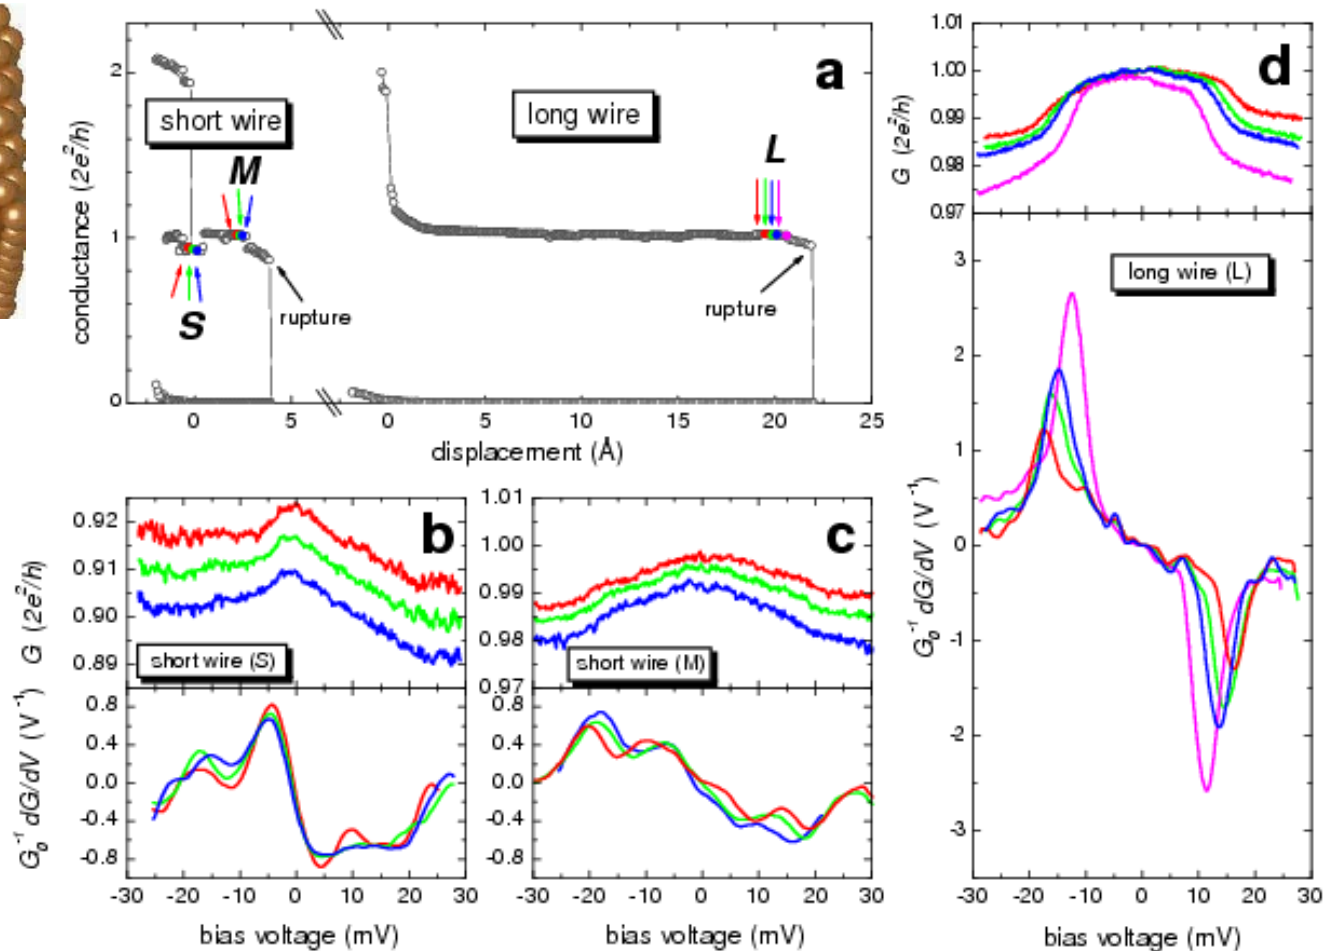 a
2
1
0
conductance (2e²/h)
short wire
long wire
M
L
S
rupture
rupture
0 5 0 5 10 15 20 25
displacement (Å)
b
0.92
0.91
0.90
0.89
G (2e²/h)
short wire (S)
0.8
0.4
0.0
-0.4
-0.8
G₀⁻¹ dG/dV (V⁻¹)
-30 -20 -10 0 10 20 30
bias voltage (mV)
c
1.01
1.00
0.99
0.98
0.97
short wire (M)
0.8
0.4
0.0
-0.4
-0.8
-30 -20 -10 0 10 20 30
bias voltage (mV)
d
1.01
1.00
0.99
0.98
0.97
G (2e²/h)
long wire (L)
3
2
1
0
-1
-2
-3
G₀⁻¹ dG/dV (V⁻¹)
-30 -20 -10 0 10 20 30
bias voltage (mV)